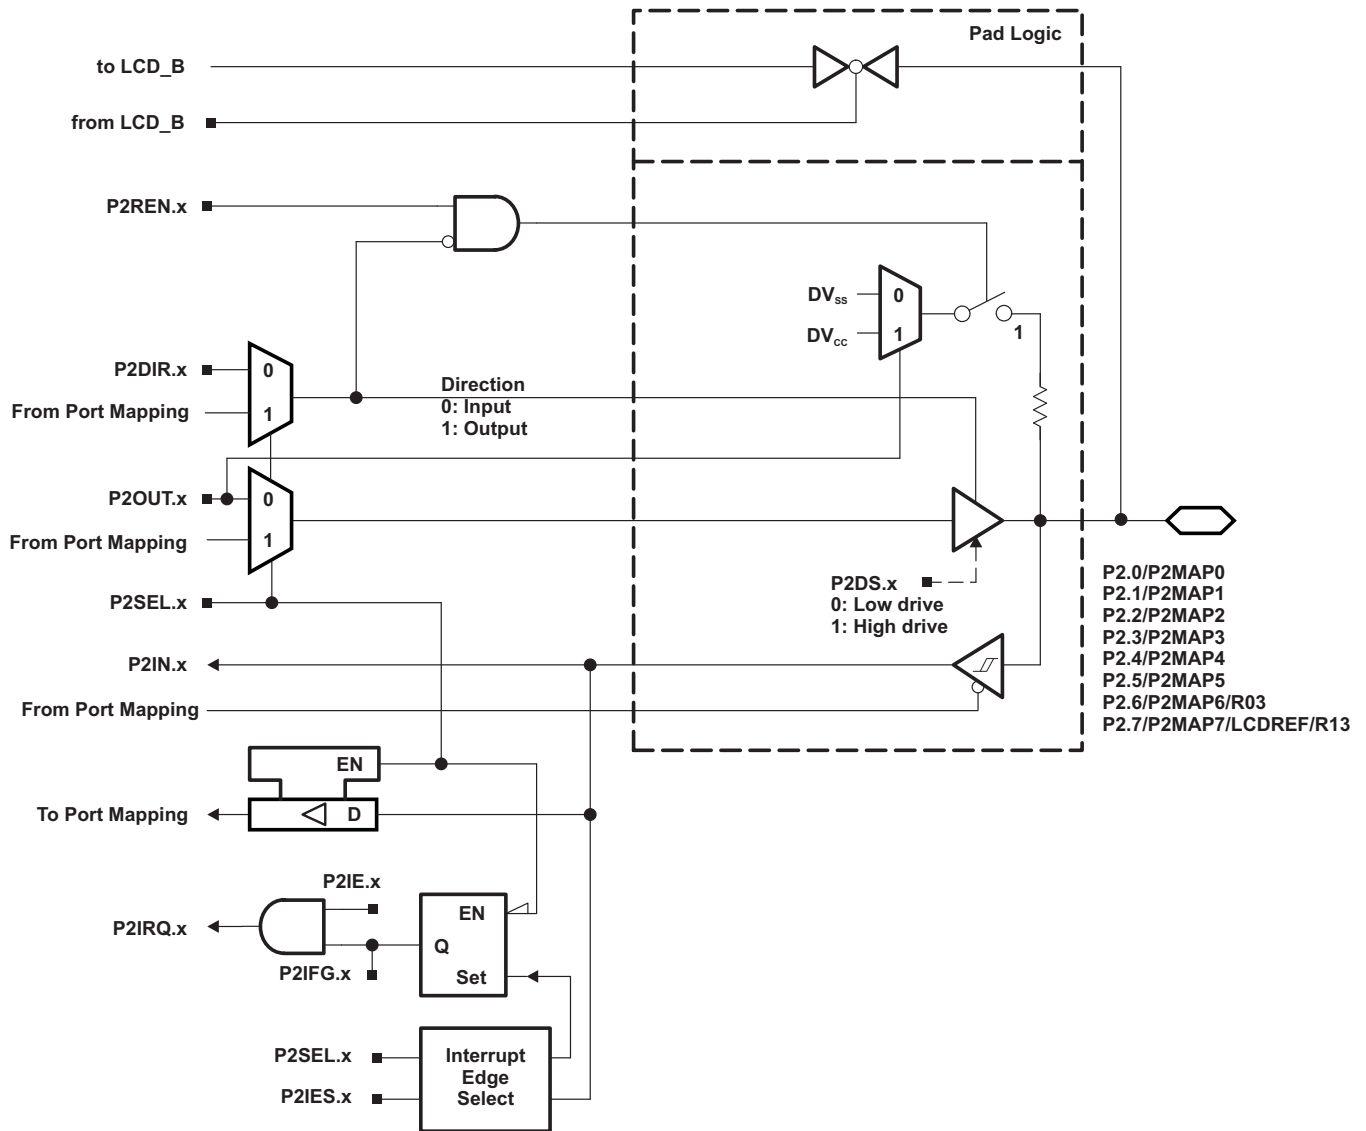 Pad Logic
to LCD_B
from LCD_B
P2REN.x
DVSS
0
DVCC
1
1
P2DIR.x
0
From Port Mapping
1
Direction
0: Input
1: Output
P2OUT.x
0
From Port Mapping
1
P2SEL.x
P2DS.x
0: Low drive
1: High drive
P2.0/P2MAP0
P2.1/P2MAP1
P2.2/P2MAP2
P2.3/P2MAP3
P2.4/P2MAP4
P2.5/P2MAP5
P2.6/P2MAP6/R03
P2.7/P2MAP7/LCDREF/R13
P2IN.x
From Port Mapping
EN
To Port Mapping
D
P2IE.x
P2IRQ.x
EN
Q
P2IFG.x
Set
P2SEL.x
P2IES.x
Interrupt
Edge
Select